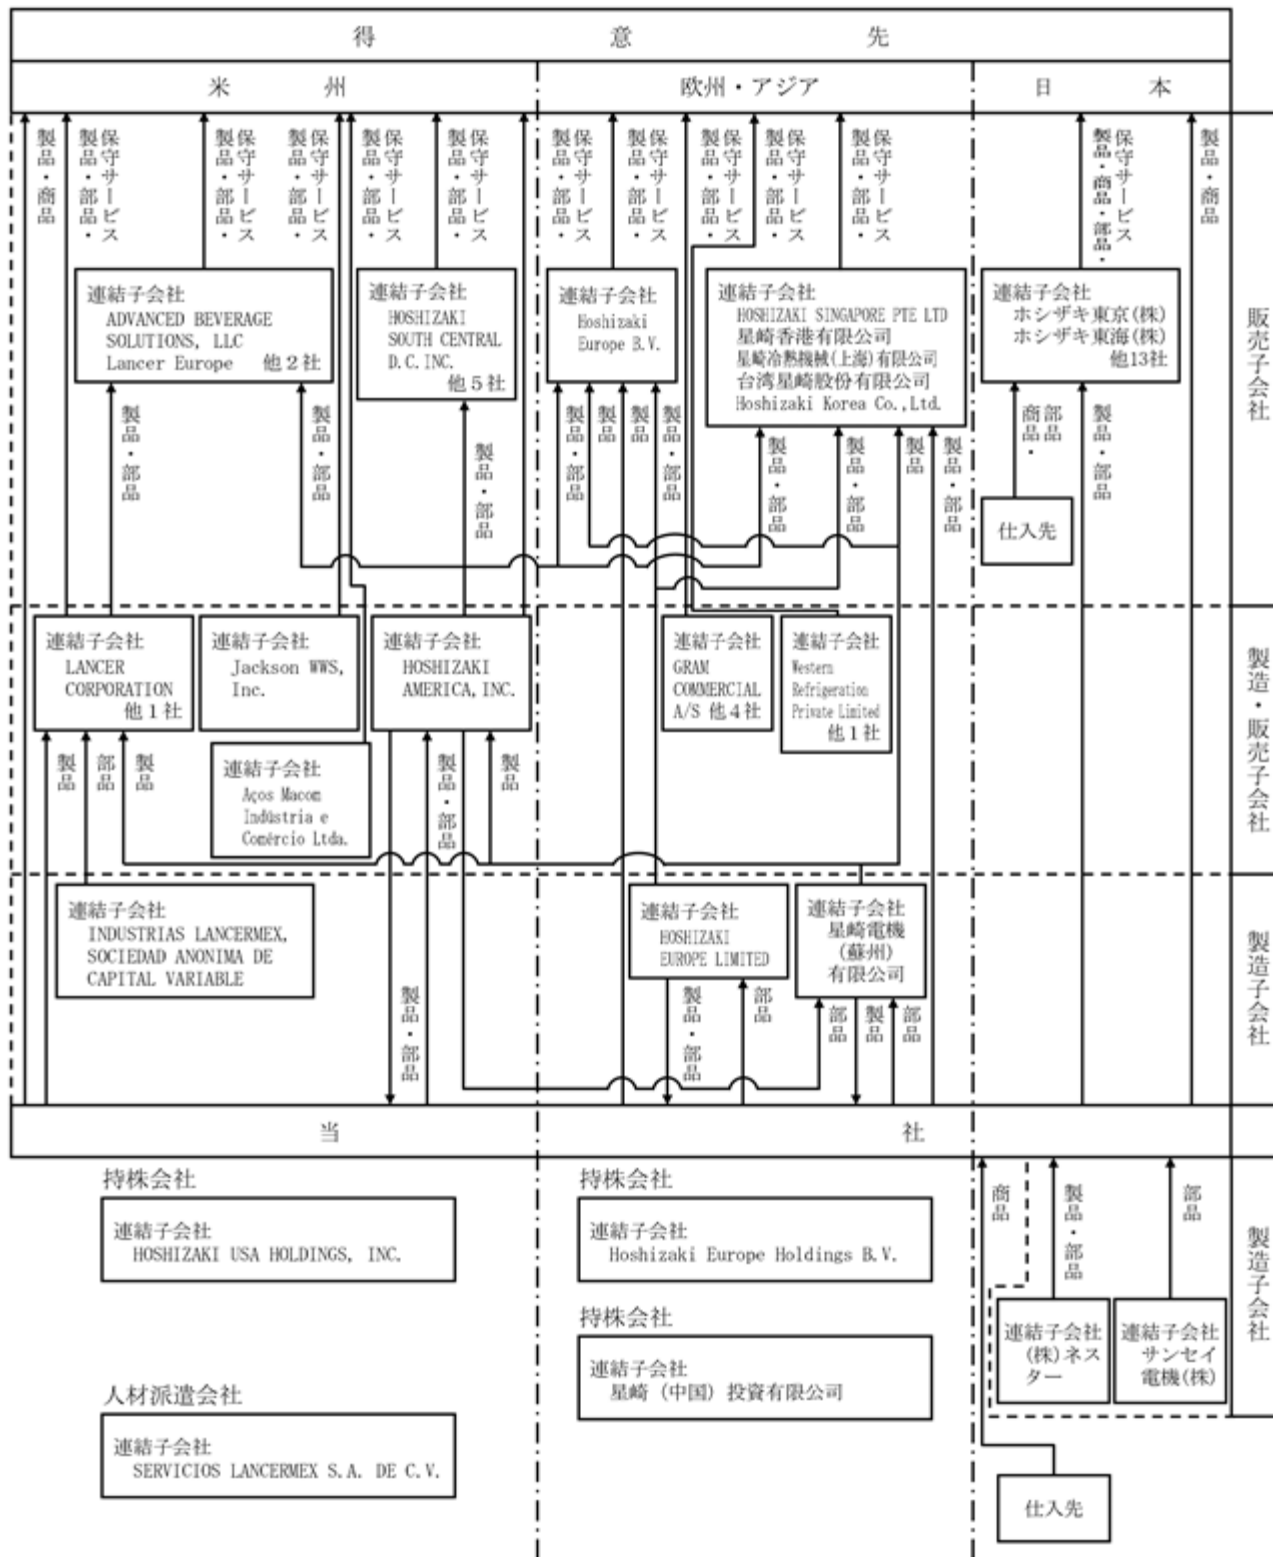 得意先
米州
欧州・アジア
日本
製品・商品
保守サービス
製品・部品・
保守サービス
製品・部品・
保守サービス
製品・部品・
保守サービス
製品・部品・
保守サービス
製品・部品・
保守サービス
製品・部品・
保守サービス
製品・部品・
保守サービス
製品・部品・
保守サービス
製品・商品・部品・
製品・商品
販売子会社
連結子会社
ADVANCED BEVERAGE
SOLUTIONS, LLC
Lancer Europe 他2社
連結子会社
HOSHIZAKI
SOUTH CENTRAL
D.C.INC.
他5社
連結子会社
Hoshizaki
Europe B.V.
連結子会社
HOSHIZAKI SINGAPORE PTE LTD
星崎香港有限公司
星崎冷熱機械(上海)有限公司
台湾星崎股份有限公司
Hoshizaki Korea Co.,Ltd.
連結子会社
ホシザキ東京(株)
ホシザキ東海(株)
他13社
製品・部品
製品・部品
製品・部品
製品・部品
製品
製品
製品・部品
製品・部品
製品・部品
製品
製品・部品
部品
商品・
製品・部品
仕入先
製造・販売子会社
連結子会社
LANCER
CORPORATION
他1社
連結子会社
Jackson WWS,
Inc.
連結子会社
HOSHIZAKI
AMERICA,INC.
連結子会社
GRAM
COMMERCIAL
A/S 他4社
連結子会社
Western
Refrigeration
Private Limited
他1社
製品
部品
製品
連結子会社
Aços Macom
Indústria e
Comércio Ltda.
製品・部品
製品
製造子会社
連結子会社
INDUSTRIAS LANCERMEX,
SOCIEDAD ANONIMA DE
CAPITAL VARIABLE
連結子会社
HOSHIZAKI
EUROPE LIMITED
連結子会社
星崎電機
(蘇州)
有限公司
製品・部品
製品・部品
部品
部品
製品
部品
当社
持株会社
連結子会社
HOSHIZAKI USA HOLDINGS, INC.
持株会社
連結子会社
Hoshizaki Europe Holdings B.V.
商品
製品・部品
部品
製造子会社
持株会社
連結子会社
星崎（中国）投資有限公司
連結子会社
(株)ネス
ター
連結子会社
サンセイ
電機(株)
人材派遣会社
連結子会社
SERVICIOS LANCERMEX S.A. DE C.V.
仕入先